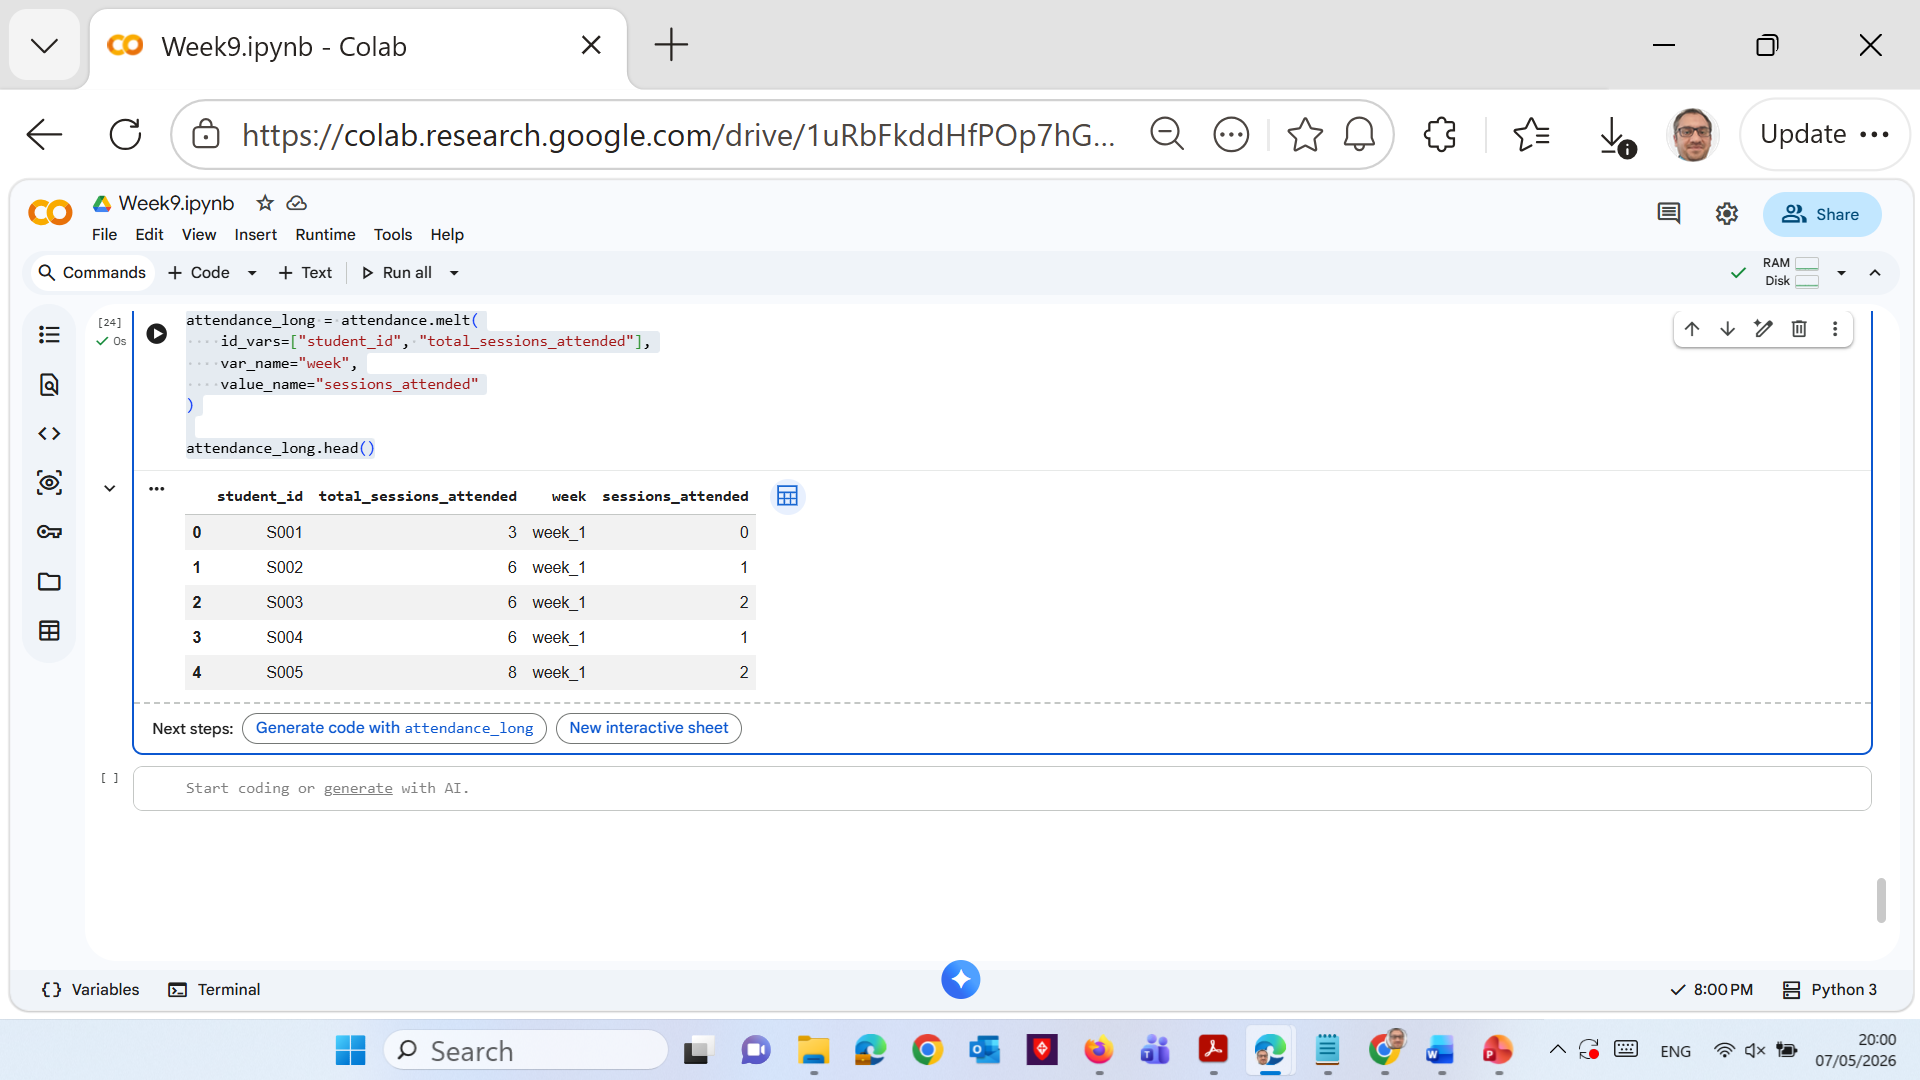 Week9.ipynb - Colab
https://colab.research.google.com/drive/1uRbFkddHfPOp7hG...
Update
Week9.ipynb
File Edit View Insert Runtime Tools Help
Share
Commands + Code + Text Run all
RAM
Disk
[24]
0s
attendance_long = attendance.melt(
id_vars=["student_id", "total_sessions_attended"],
var_name="week",
value_name="sessions_attended"
)
attendance_long.head()
student_id total_sessions_attended week sessions_attended
0 S001 3 week_1 0
1 S002 6 week_1 1
2 S003 6 week_1 2
3 S004 6 week_1 1
4 S005 8 week_1 2
Next steps: Generate code with attendance_long New interactive sheet
[ ] Start coding or generate with AI.
{} Variables Terminal
8:00 PM Python 3
Search
ENG
20:00
07/05/2026